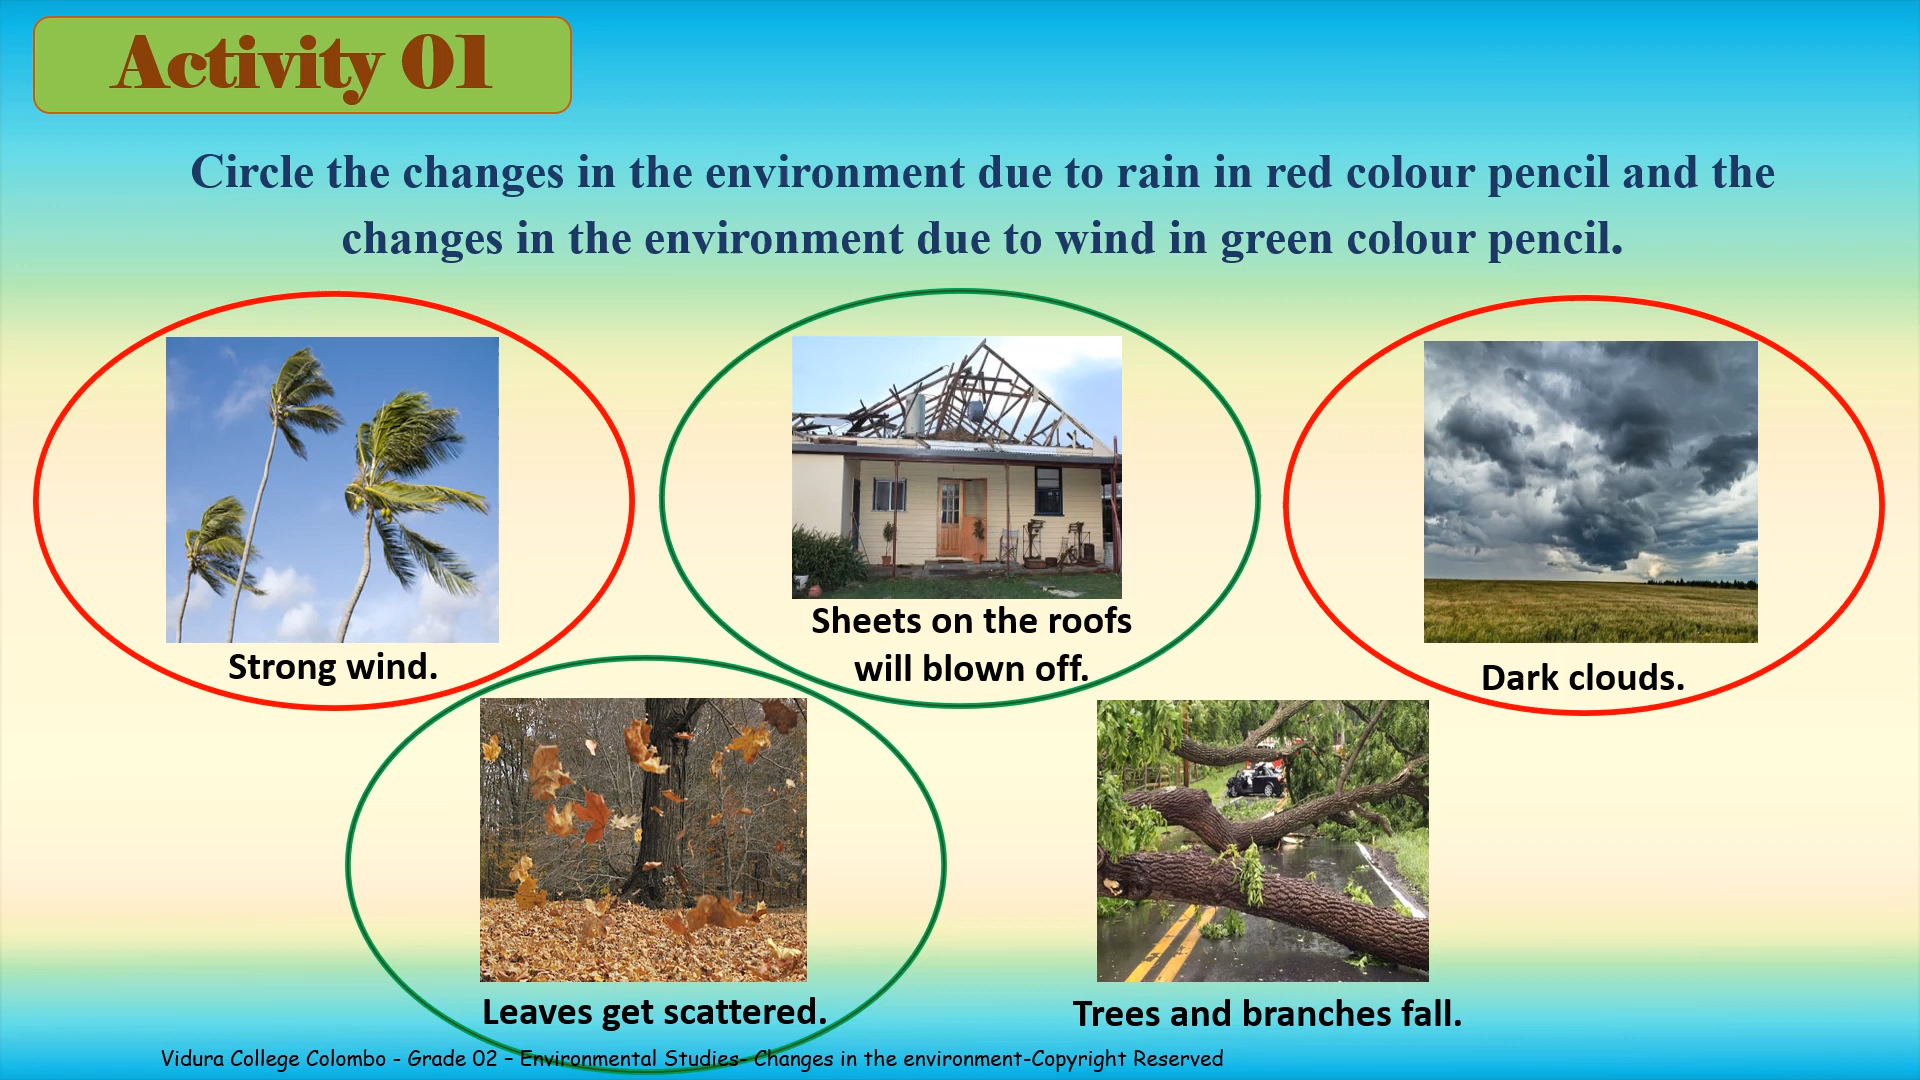 Activity 01
Circle the changes in the environment due to rain in red colour pencil and the
changes in the environment due to wind in green colour pencil.
Strong wind.
Sheets on the roofs
will blown off.
Dark clouds.
Leaves get scattered.
Trees and branches fall.
Vidura College Colombo - Grade 02 – Environmental Studies- Changes in the environment-Copyright Reserved